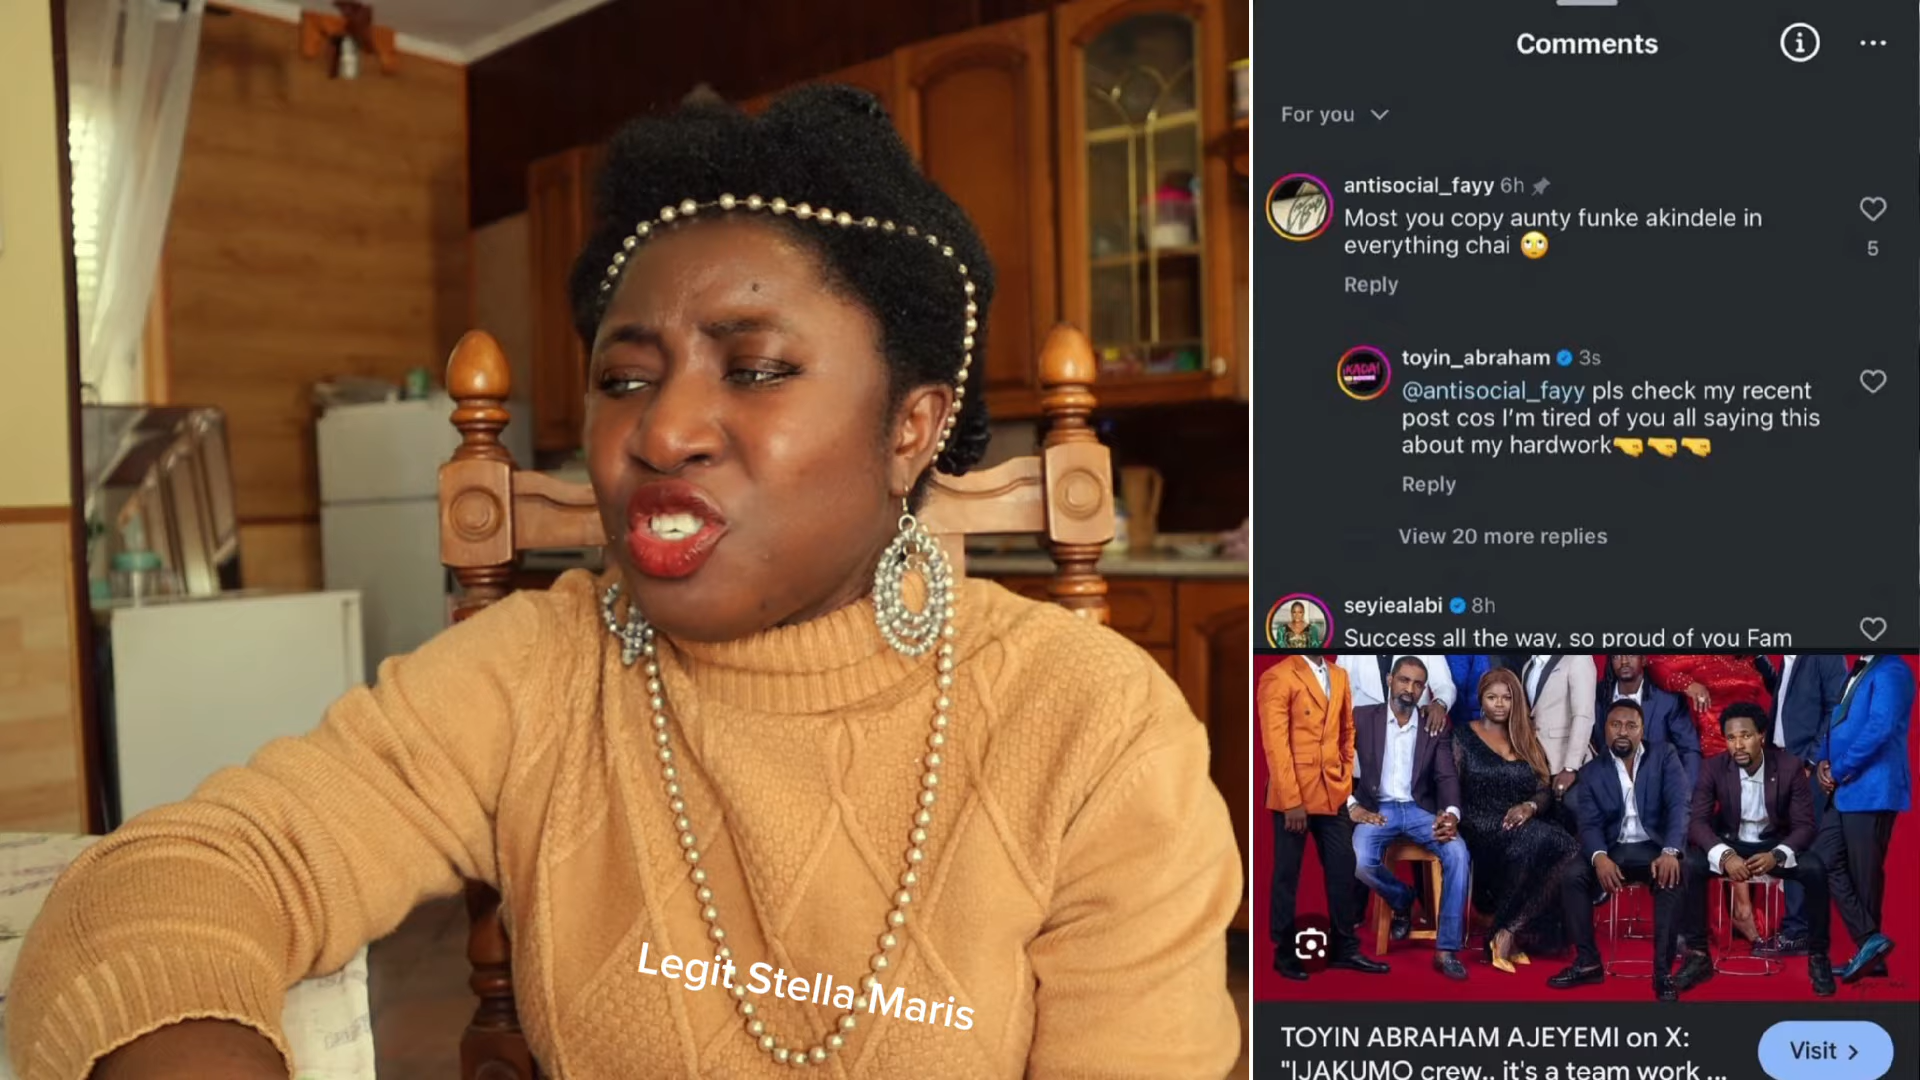 Legit Stella Maris
Comments
For you
antisocial_fayy 6h
Most you copy aunty funke akindele in
everything chai 🙄
5
Reply
toyin_abraham 3s
@antisocial_fayy pls check my recent
post cos I'm tired of you all saying this
about my hardwork🤜🤜🤜
Reply
View 20 more replies
seyiealabi 8h
Success all the way, so proud of you Fam
TOYIN ABRAHAM AJEYEMI on X:
"IJAKUMO crew.. it's a team work ...
Visit >